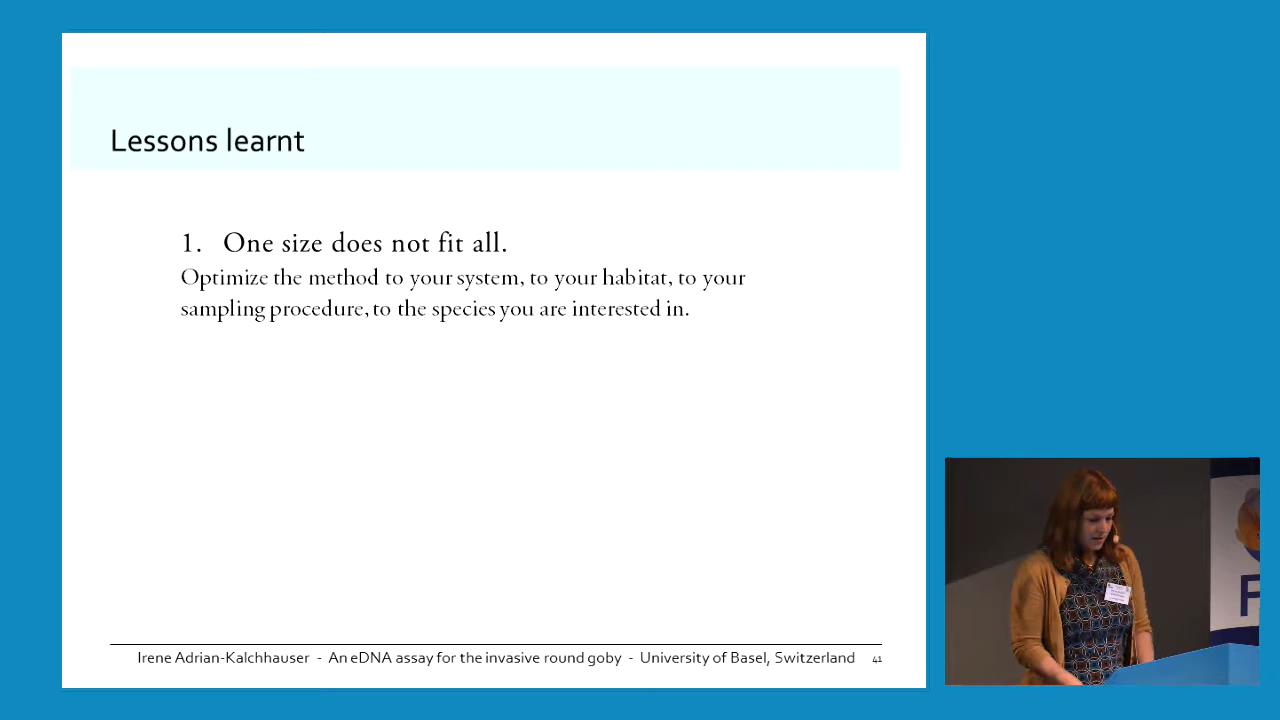 Lessons learnt
1. One size does not fit all.
Optimize the method to your system, to your habitat, to your
sampling procedure, to the species you are interested in.
Irene Adrian-Kalchhauser - An eDNA assay for the invasive round goby - University of Basel, Switzerland 41
F